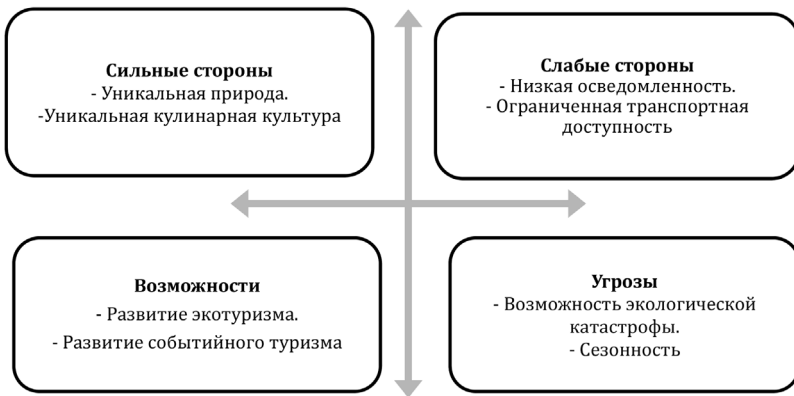 Сильные стороны
- Уникальная природа.
-Уникальная кулинарная культура
Слабые стороны
- Низкая осведомленность.
- Ограниченная транспортная
доступность
Возможности
- Развитие экотуризма.
- Развитие событийного туризма
Угрозы
- Возможность экологической
катастрофы.
- Сезонность